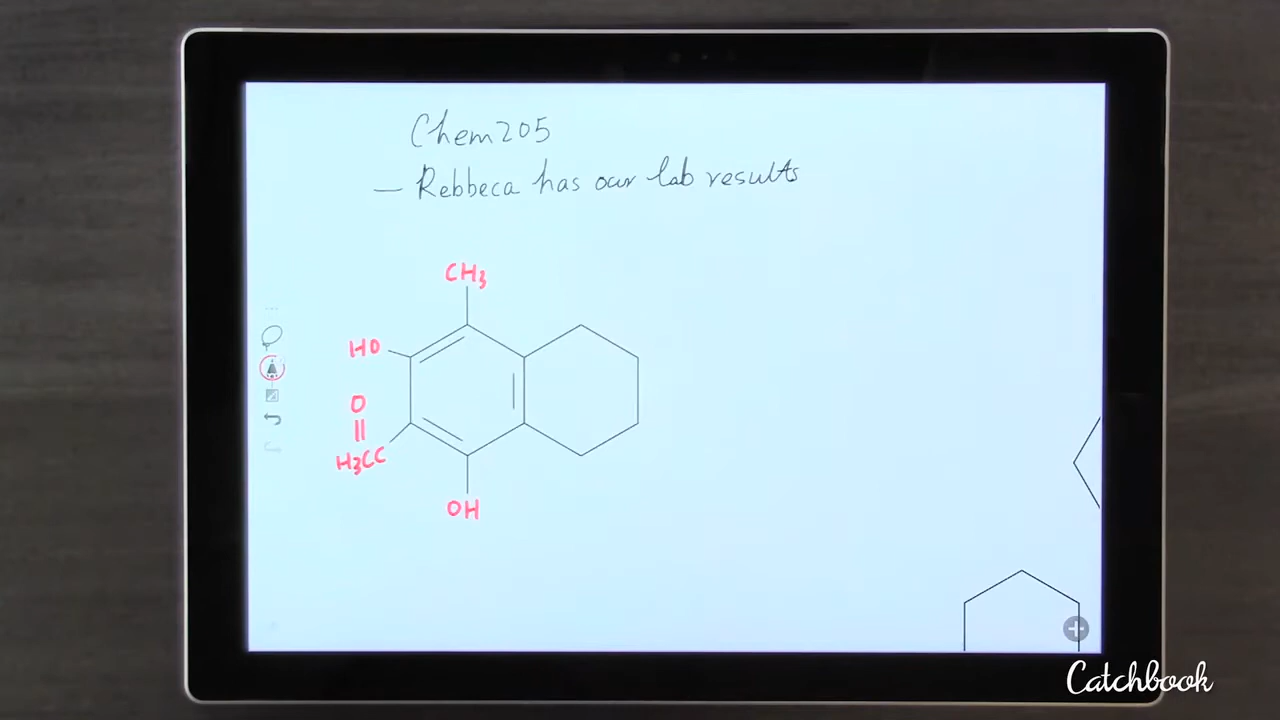 Chem205
— Rebbeca has our lab results
CH3
HO
O
H3CC
OH
Catchbook